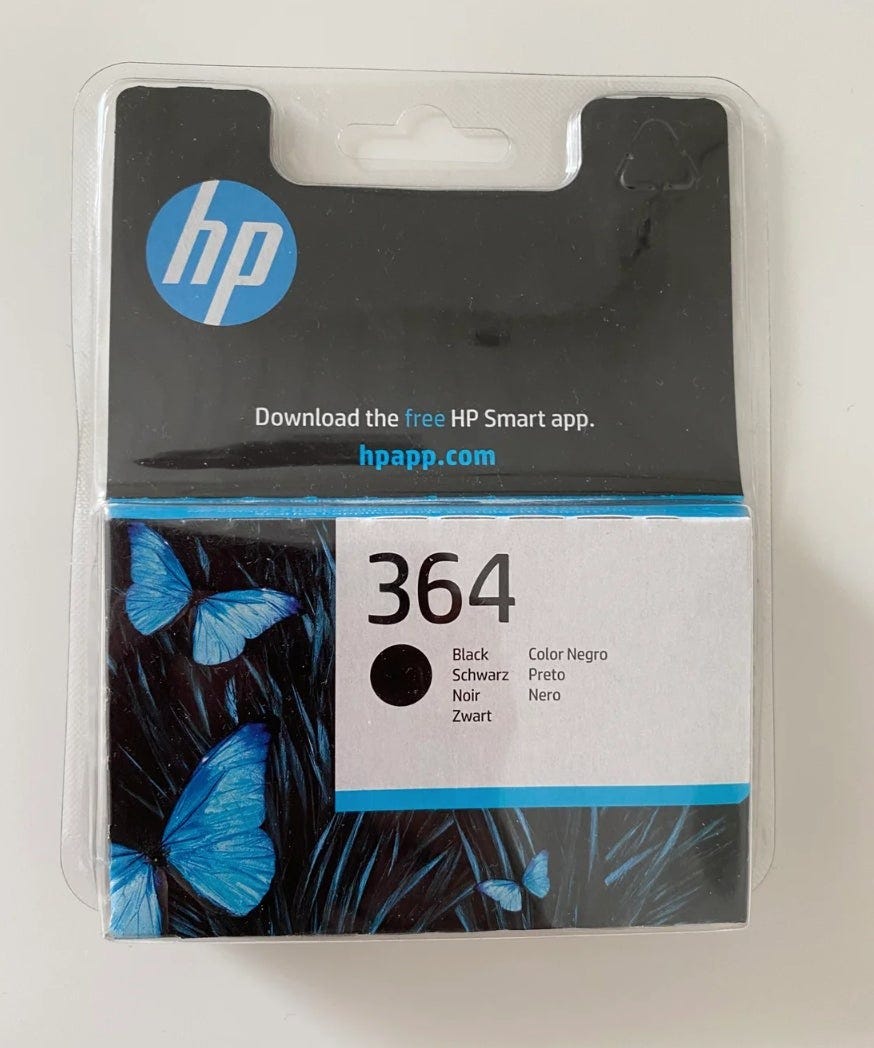 hp
Download the free HP Smart app.
hpapp.com
364
Black Color Negro
Schwarz Preto
Noir Nero
Zwart